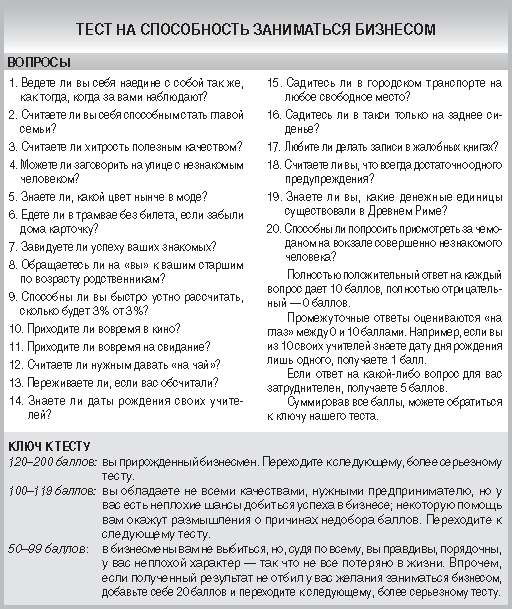 ТЕСТ НА СПОСОБНОСТЬ ЗАНИМАТЬСЯ БИЗНЕСОМ
ВОПРОСЫ
1. Ведете ли вы себя наедине с собой так же,
как тогда, когда за вами наблюдают?
2. Считаете ли вы себя способным стать главой
семьи?
3. Считаете ли хитрость полезным качеством?
4. Можете ли заговорить на улице с незнакомым
человеком?
5. Знаете ли, какой цвет нынче в моде?
6. Едете ли в трамвае без билета, если забыли
дома карточку?
7. Завидуете ли успеху ваших знакомых?
8. Обращаетесь ли на «вы» к вашим старшим
по возрасту родственникам?
9. Способны ли вы быстро устно рассчитать,
сколько будет 3% от 3%?
10. Приходите ли вовремя в кино?
11. Приходите ли вовремя на свидание?
12. Считаете ли нужным давать «на чай»?
13. Переживаете ли, если вас обсчитали?
14. Знаете ли даты рождения своих учите-
лей?
15. Садитесь ли в городском транспорте на
любое свободное место?
16. Садитесь ли в такси только на заднее си-
денье?
17. Любите ли делать записи в жалобных книгах?
18. Считаете ли вы, что всегда достаточно одного
предупреждения?
19. Знаете ли вы, какие денежные единицы
существовали в Древнем Риме?
20. Способны ли попросить присмотреть за чемо-
даном на вокзале совершенно незнакомого
человека?
Полностью положительный ответ на каждый
вопрос дает 10 баллов, полностью отрицатель-
ный — 0 баллов.
Промежуточные ответы оцениваются «на
глаз» между 0 и 10 баллами. Например, если вы
из 10 своих учителей знаете дату дня рождения
лишь одного, получаете 1 балл.
Если ответ на какой-либо вопрос для вас
затруднителен, получаете 5 баллов.
Суммировав все баллы, можете обратиться
к ключу нашего теста.
КЛЮЧ К ТЕСТУ
120–200 баллов: вы прирожденный бизнесмен. Переходите к следующему, более серьезному
тесту.
100–119 баллов: вы обладаете не всеми качествами, нужными предпринимателю, но у
вас есть неплохие шансы добиться успеха в бизнесе; некоторую помощь
вам окажут размышления о причинах недобора баллов. Переходите к
следующему тесту.
50–99 баллов: в бизнесмены вам не выбиться, но, судя по всему, вы правдивы, порядочны,
у вас неплохой характер — так что не все потеряно в жизни. Впрочем,
если полученный результат не отбил у вас желания заниматься бизнесом,
добавьте себе 20 баллов и переходите к следующему, более серьезному тесту.